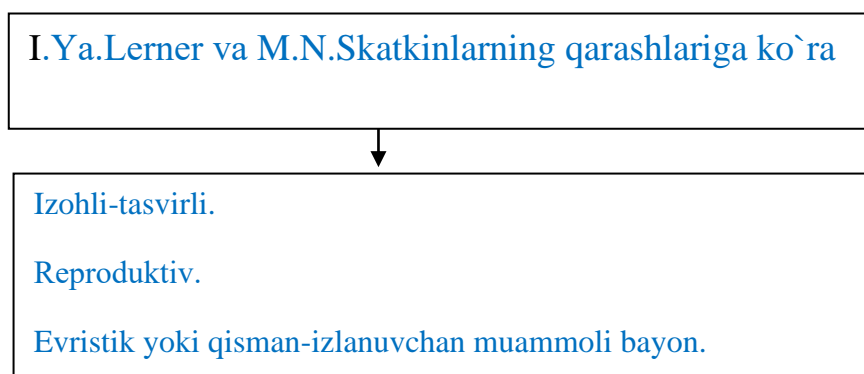 I.Ya.Lerner va M.N.Skatkinlarning qarashlariga ko`ra
Izohli-tasvirli.
Reproduktiv.
Evristik yoki qisman-izlanuvchan muammoli bayon.